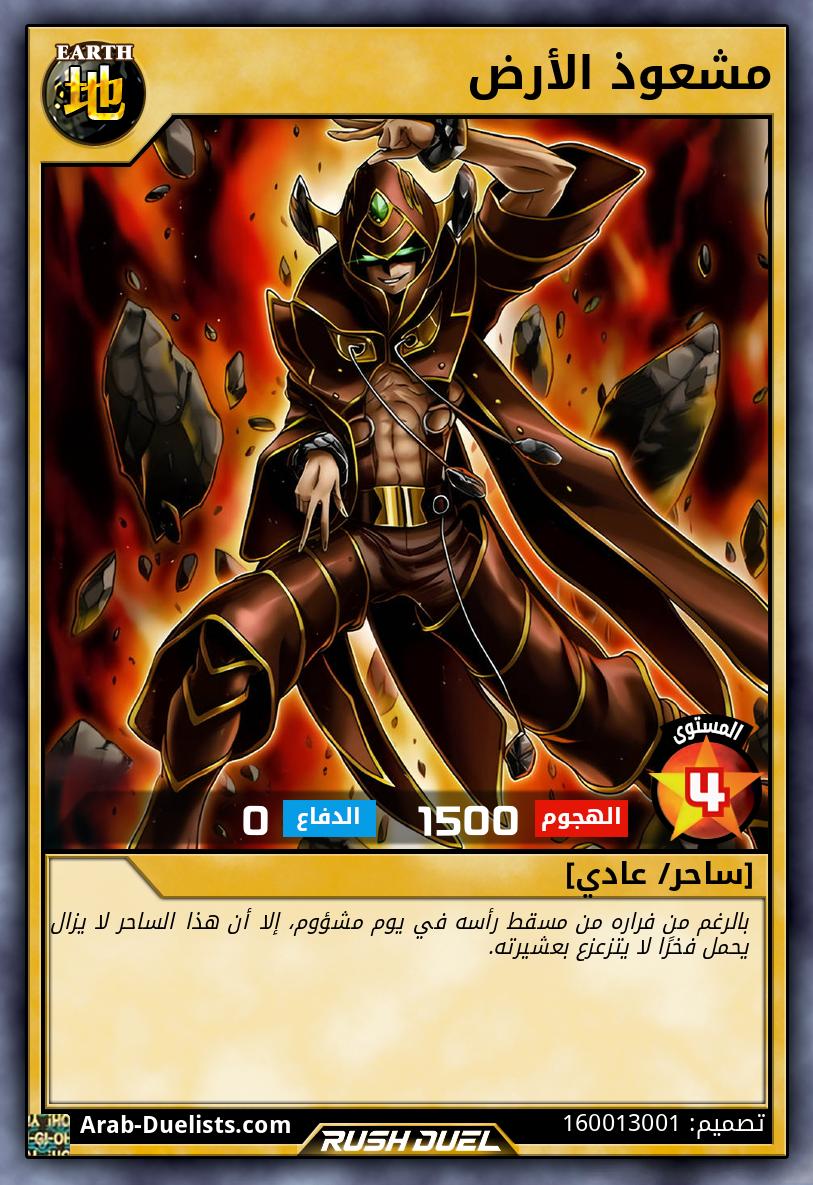 EARTH
地
مشعوذ الأرض
المستوى
4
الهجوم 1500 الدفاع 0
[ساحر/ عادي]
بالرغم من فراره من مسقط رأسه في يوم مشؤوم، إلا أن هذا الساحر لا يزال
يحمل فخرًا لا يتزعزع بعشيرته.
تصميم: 160013001
Arab-Duelists.com
RUSH DUEL